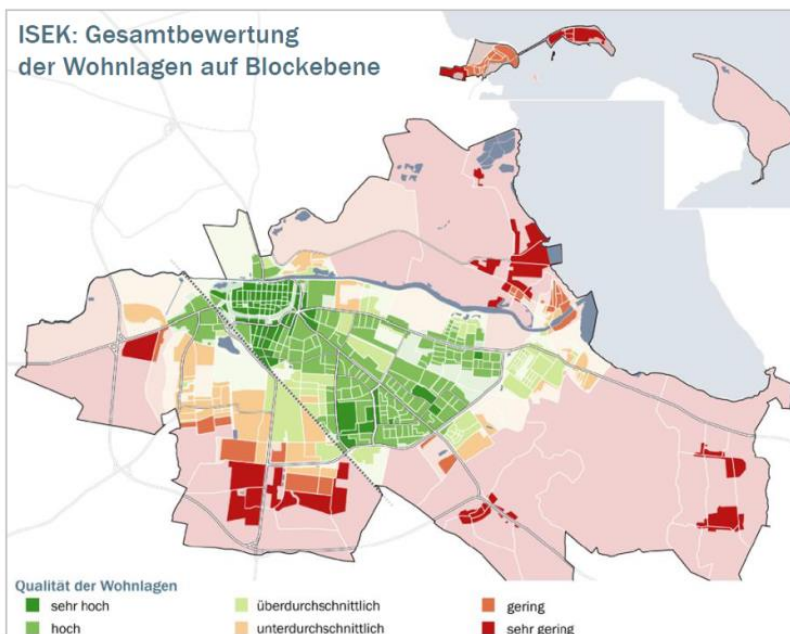 ISEK: Gesamtbewertung
der Wohnlagen auf Blockebene
Qualität der Wohnlagen
sehr hoch
überdurchschnittlich
gering
hoch
unterdurchschnittlich
sehr gering